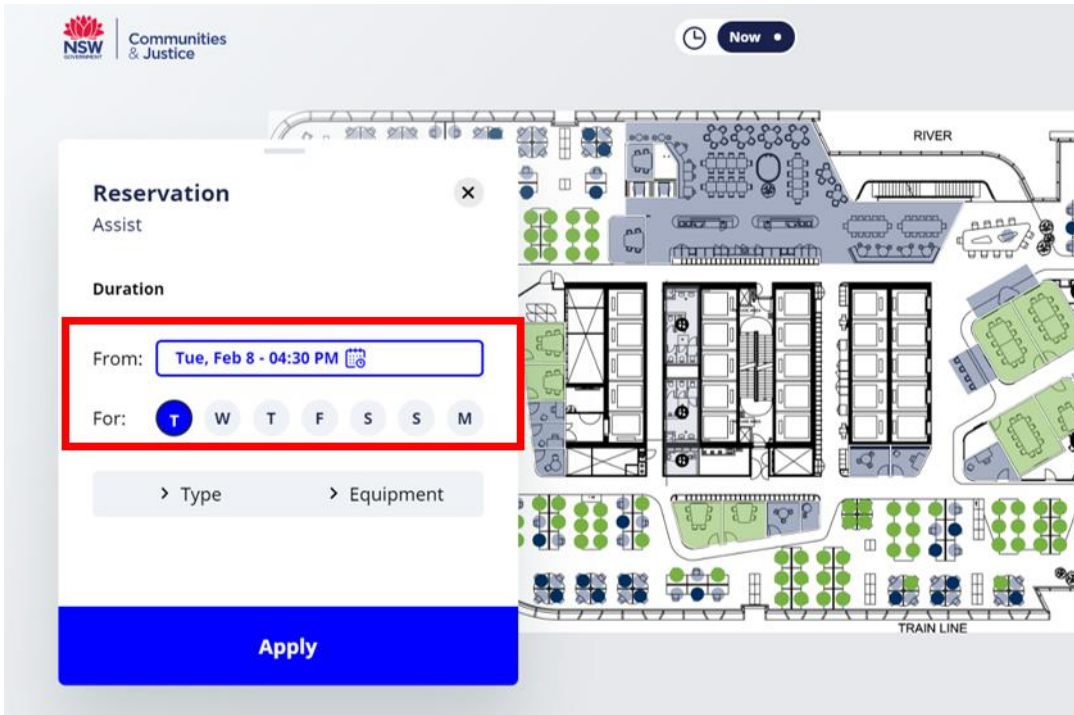 NSW
GOVERNMENT
Communities
& Justice
Now
Reservation
Assist
Duration
From: Tue, Feb 8 - 04:30 PM
For: T W T F S S M
Type
Equipment
Apply
RIVER
TRAIN LINE